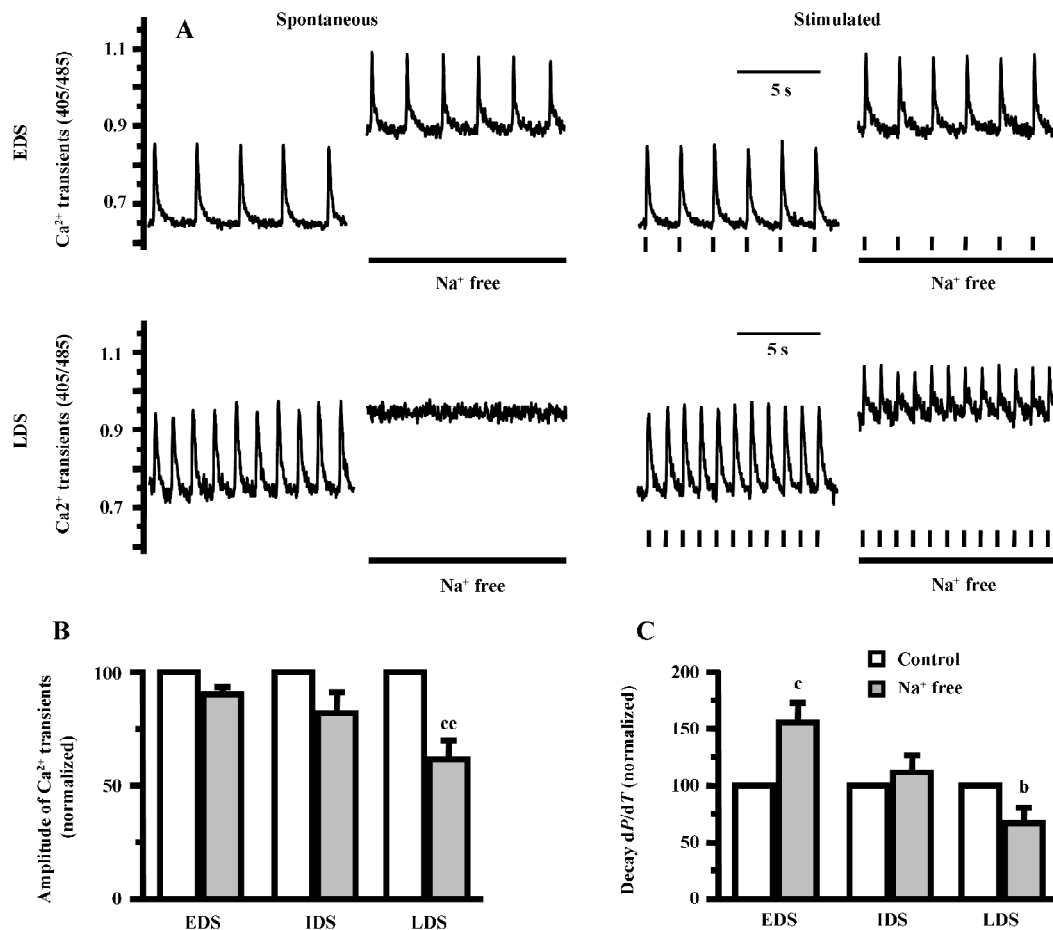 A
Spontaneous
Stimulated
EDS
Ca²⁺ transients (405/485)
1.1
0.9
0.7
5 s
Na⁺ free
Na⁺ free
LDS
Ca2⁺ transients (405/485)
1.1
0.9
0.7
5 s
Na⁺ free
Na⁺ free
B
Amplitude of Ca²⁺ transients
(normalized)
100
50
0
cc
EDS
IDS
LDS
C
Control
Na⁺ free
Decay dP/dT (normalized)
200
150
100
50
0
c
b
EDS
IDS
LDS